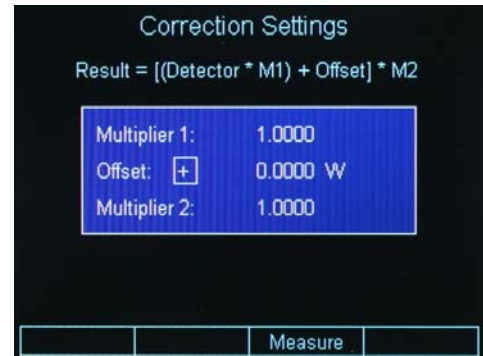 Correction Settings
Result = [(Detector * M1) + Offset] * M2
Multiplier 1: 1.0000
Offset: + 0.0000 W
Multiplier 2: 1.0000
Measure